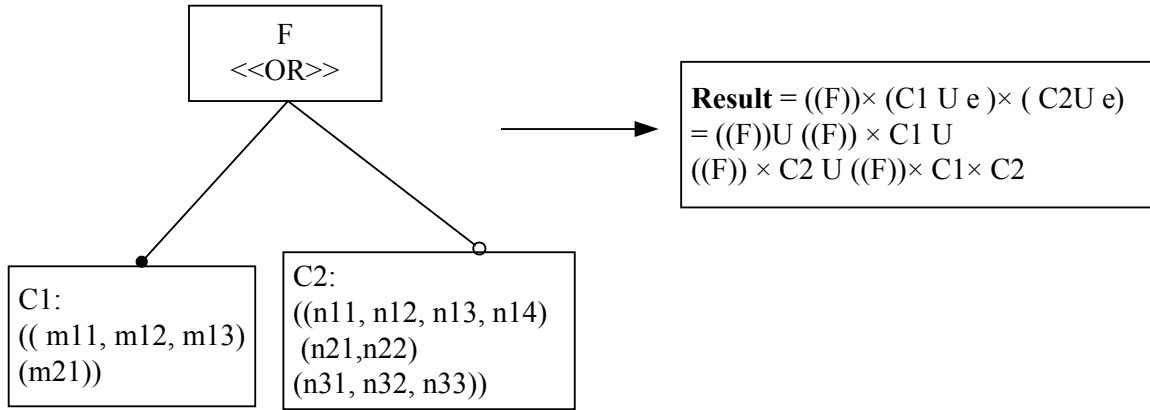 F
<<OR>>
Result = ((F))× (C1 U e )× ( C2U e)
= ((F))U ((F)) × C1 U
((F)) × C2 U ((F))× C1× C2
C1:
(( m11, m12, m13)
(m21))
C2:
((n11, n12, n13, n14)
(n21,n22)
(n31, n32, n33))